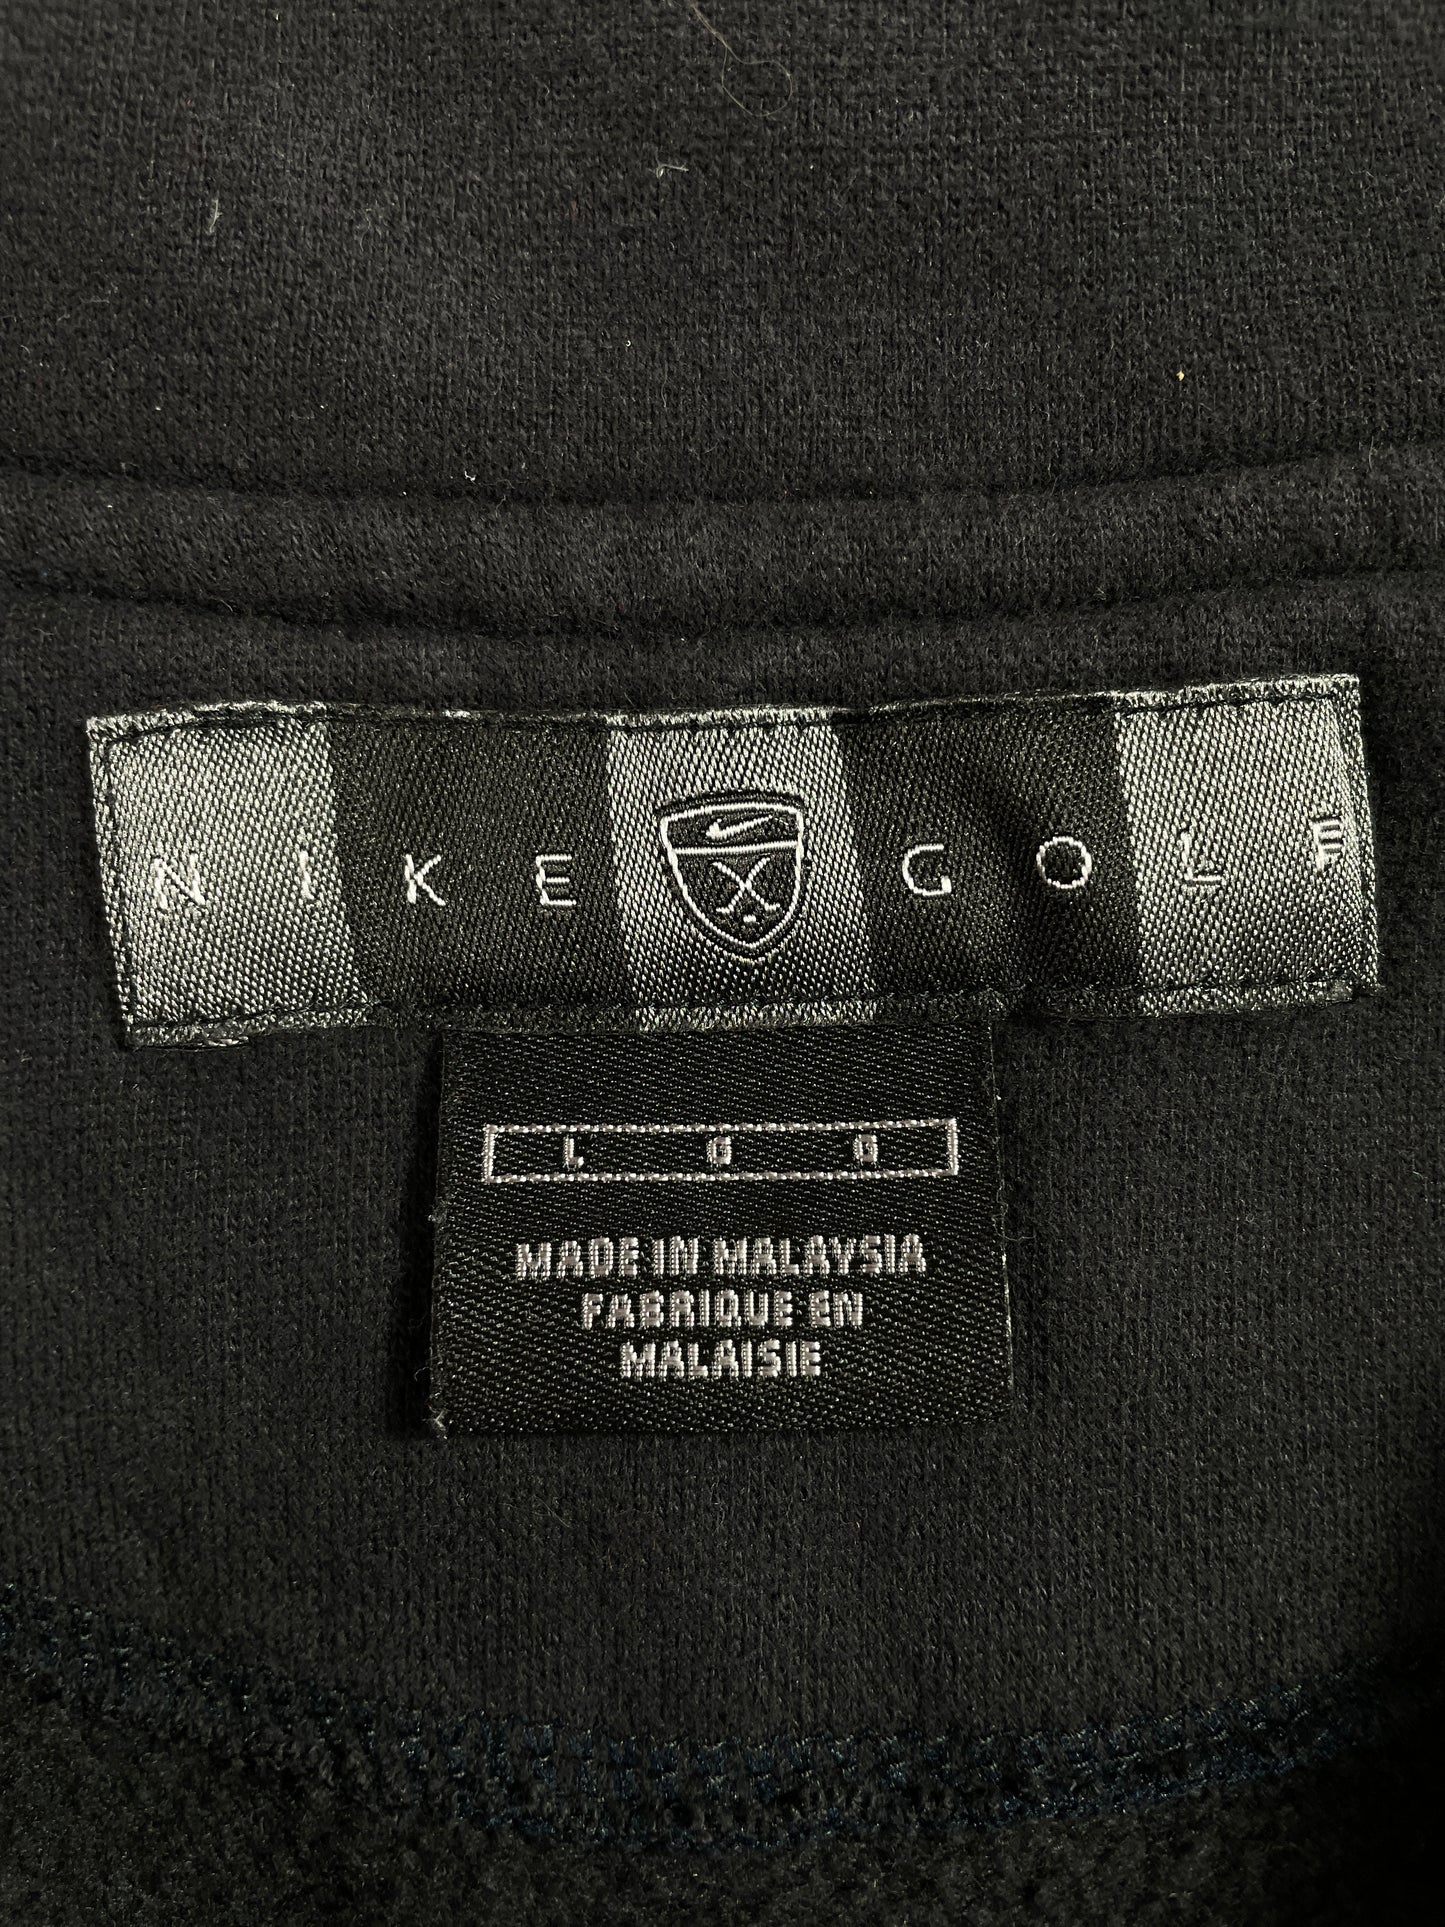 NIKE GOLF
L G G
MADE IN MALAYSIA
FABRIQUE EN
MALAISIE